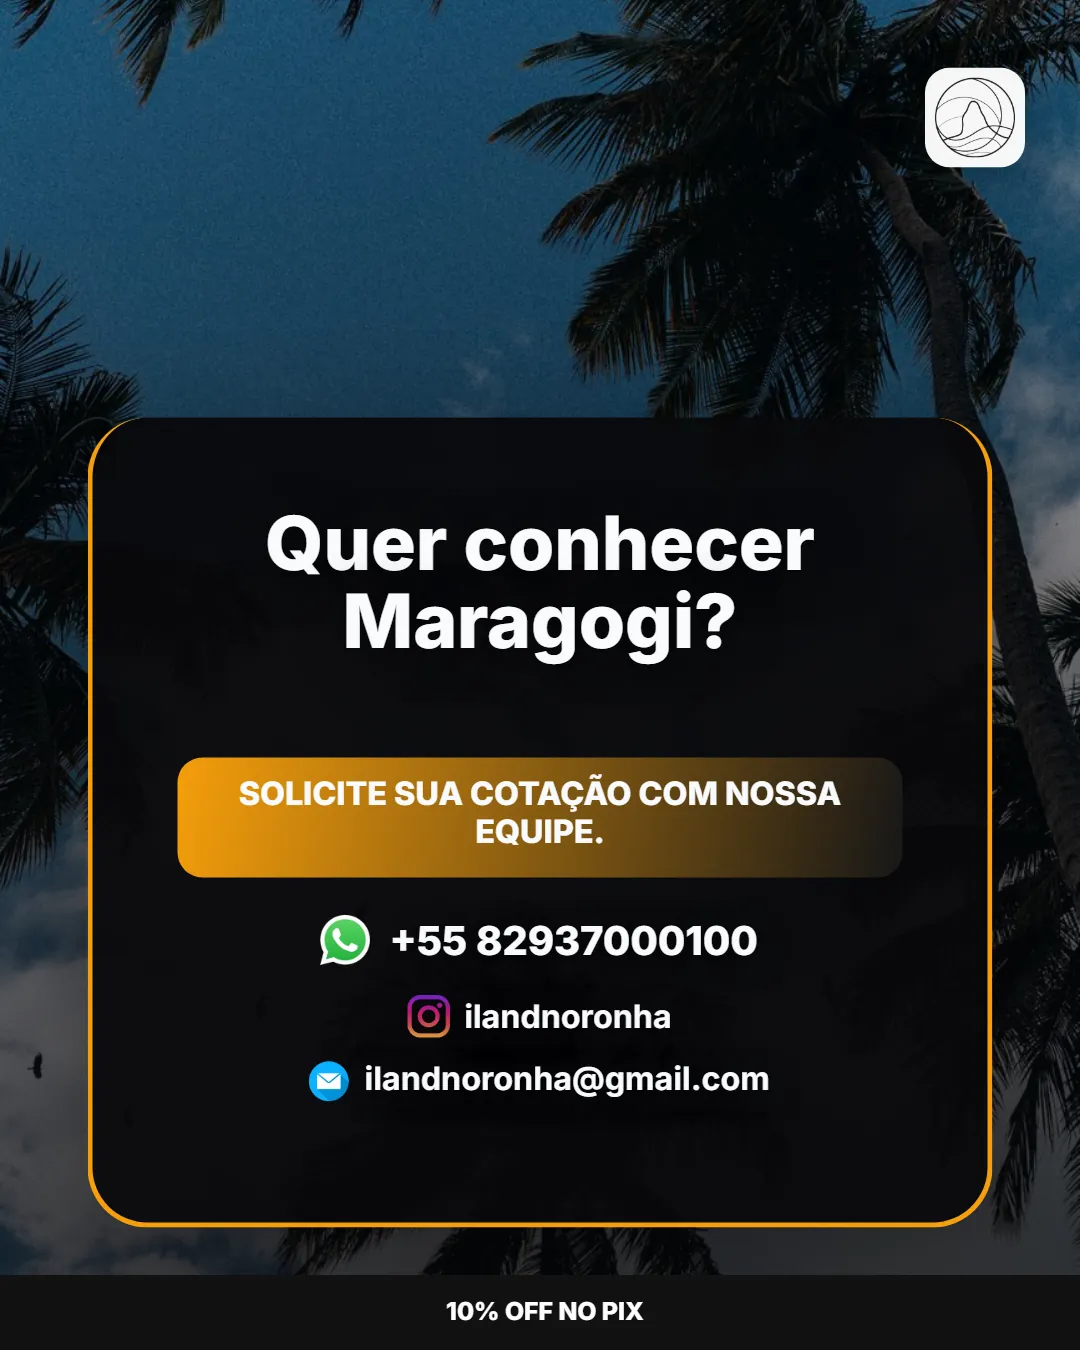 Quer conhecer
Maragogi?
SOLICITE SUA COTAÇÃO COM NOSSA
EQUIPE.
+55 82937000100
ilandnoronha
ilandnoronha@gmail.com
10% OFF NO PIX